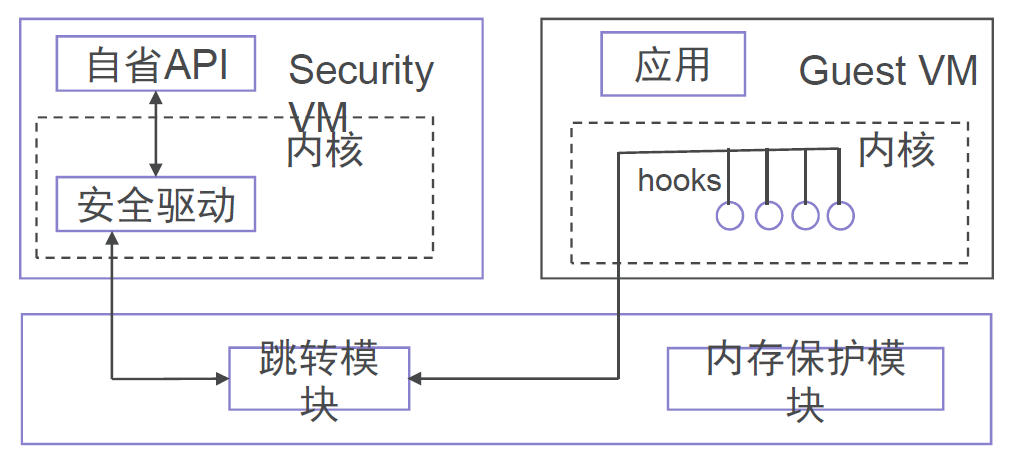 自省API
Security
VM
内核
安全驱动
应用
Guest VM
内核
hooks
跳转模
块
内存保护模
块